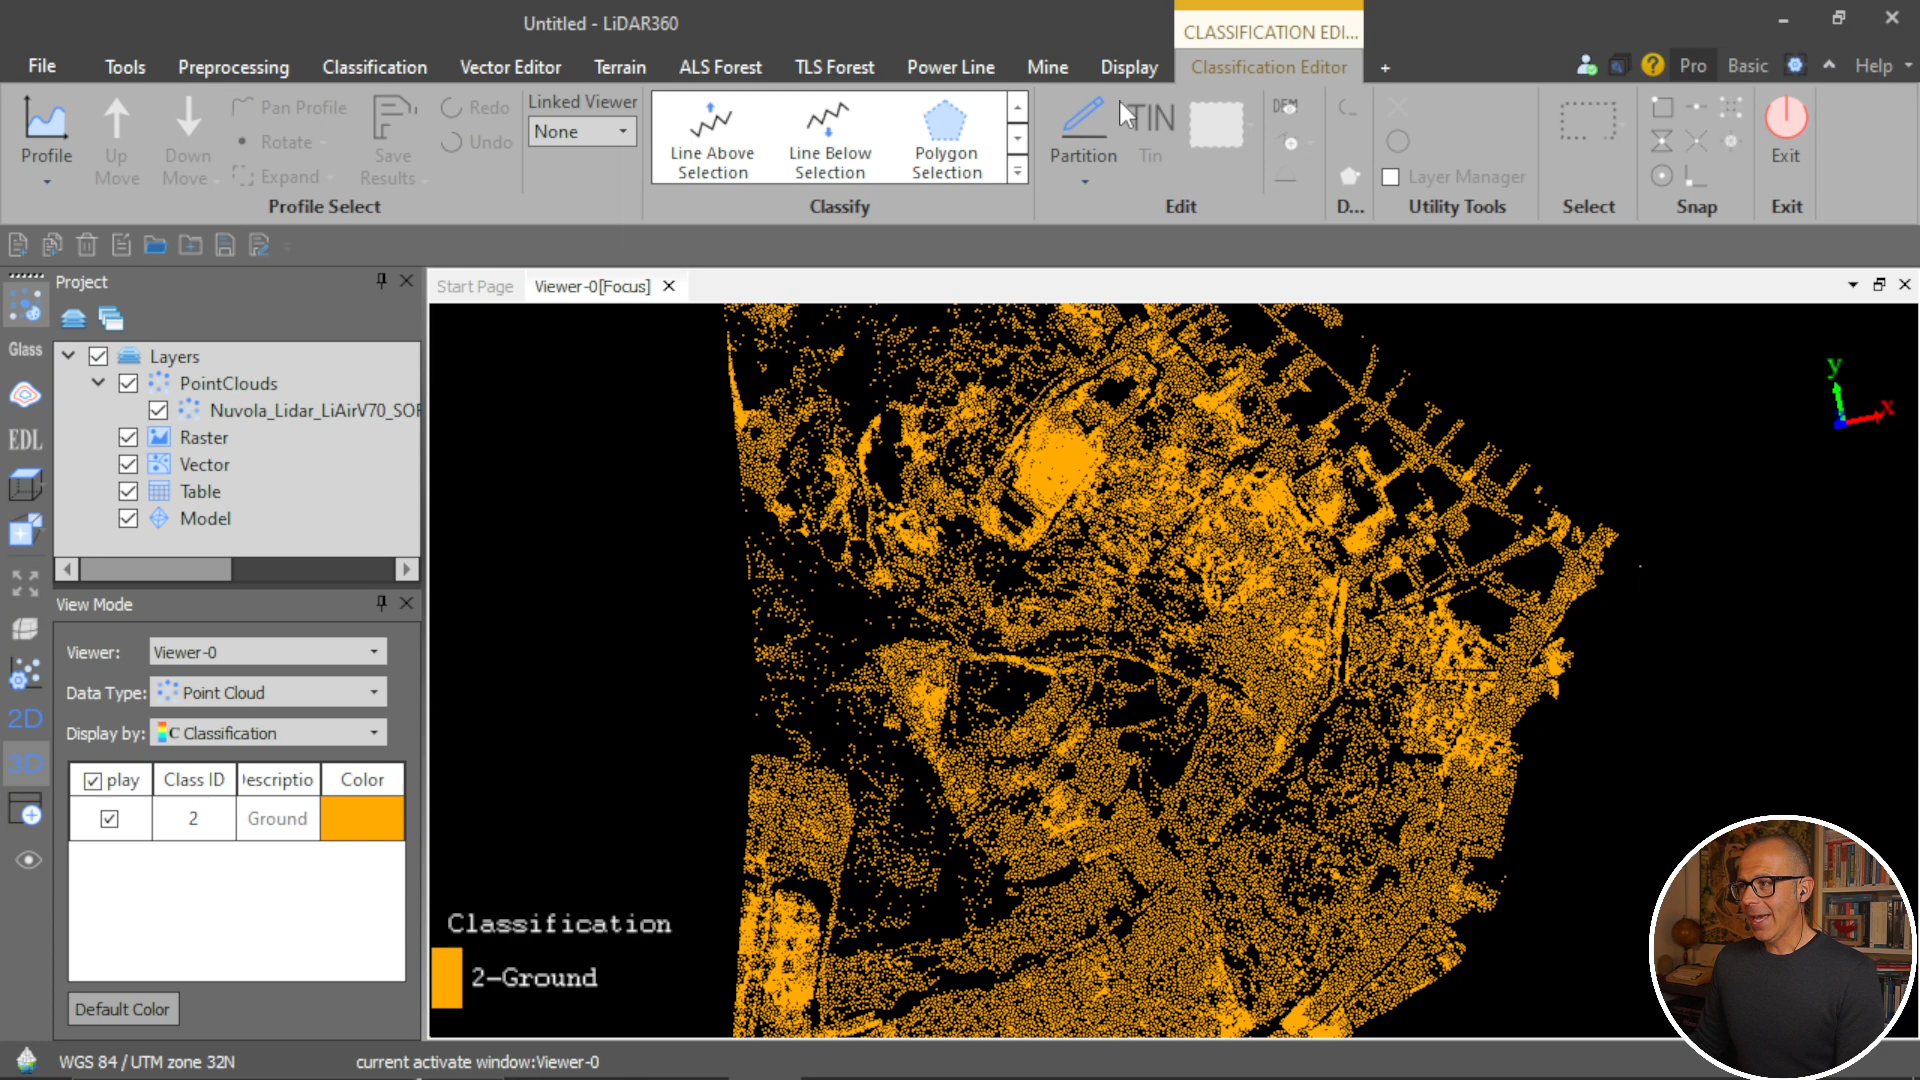 Untitled - LiDAR360
CLASSIFICATION EDI...
File
Tools
Preprocessing
Classification
Vector Editor
Terrain
ALS Forest
TLS Forest
Power Line
Mine
Display
Classification Editor
+
Pro
Basic
Help
Profile
Up
Move
Down
Move
Pan Profile
Rotate
Expand
Save
Results
Redo
Undo
Profile Select
Linked Viewer
None
Line Above
Selection
Line Below
Selection
Polygon
Selection
Classify
Partition
TIN
Tin
DEM
Edit
D...
Layer Manager
Utility Tools
Select
Snap
Exit
Exit
Project
Start Page
Viewer-0[Focus]
Glass
EDL
2D
3D
Layers
PointClouds
Nuvola_Lidar_LiAirV70_SOF
Raster
Vector
Table
Model
View Mode
Viewer:
Viewer-0
Data Type:
Point Cloud
Display by:
C Classification
play
Class ID
escriptio
Color
2
Ground
Default Color
y
x
Classification
2-Ground
WGS 84 / UTM zone 32N
current activate window:Viewer-0